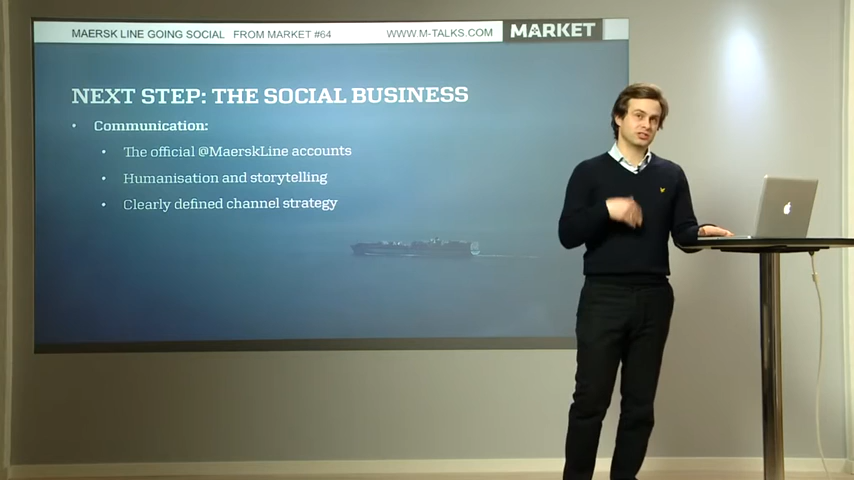 MAERSK LINE GOING SOCIAL FROM MARKET #64 WWW.M-TALKS.COM MARKET
NEXT STEP: THE SOCIAL BUSINESS
• Communication:
• The official @MaerskLine accounts
• Humanisation and storytelling
• Clearly defined channel strategy